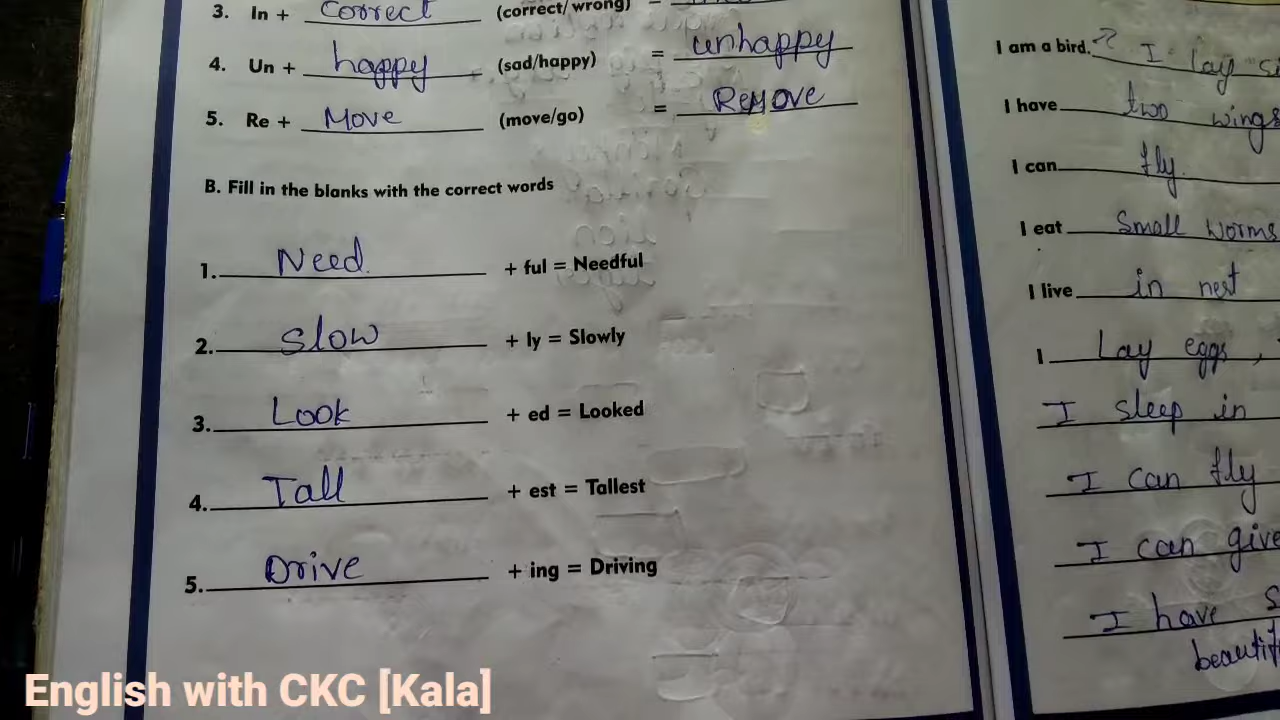 3. In + Correct (correct/wrong) =
4. Un + happy (sad/happy) = unhappy
5. Re + Move (move/go) = Remove
B. Fill in the blanks with the correct words
1. Need + ful = Needful
2. Slow + ly = Slowly
3. Look + ed = Looked
4. Tall + est = Tallest
5. Drive + ing = Driving
I am a bird. I lay
I have two wings
I can fly.
I eat Small worms
I live in nest
I Lay eggs,
I sleep in
I can fly
I can give
I have
English with CKC [Kala]